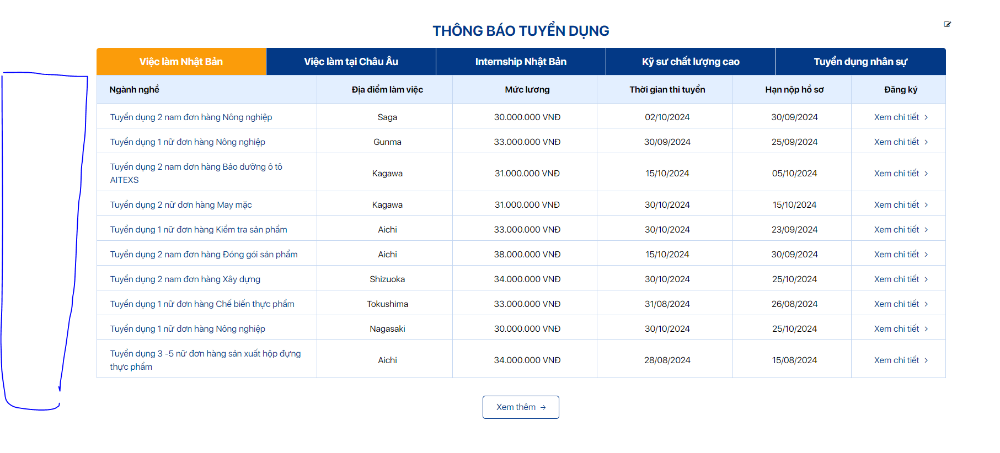 THÔNG BÁO TUYỂN DỤNG
Việc làm Nhật Bản Việc làm tại Châu Âu Internship Nhật Bản Kỹ sư chất lượng cao Tuyển dụng nhân sự
Ngành nghề Địa điểm làm việc Mức lương Thời gian thi tuyển Hạn nộp hồ sơ Đăng ký
Tuyển dụng 2 nam đơn hàng Nông nghiệp Saga 30.000.000 VNĐ 02/10/2024 30/09/2024 Xem chi tiết >
Tuyển dụng 1 nữ đơn hàng Nông nghiệp Gunma 33.000.000 VNĐ 30/09/2024 25/09/2024 Xem chi tiết >
Tuyển dụng 2 nam đơn hàng Bảo dưỡng ô tô
AITEXS Kagawa 31.000.000 VNĐ 15/10/2024 05/10/2024 Xem chi tiết >
Tuyển dụng 2 nữ đơn hàng May mặc Kagawa 31.000.000 VNĐ 30/10/2024 15/10/2024 Xem chi tiết >
Tuyển dụng 1 nữ đơn hàng Kiểm tra sản phẩm Aichi 33.000.000 VNĐ 30/10/2024 23/09/2024 Xem chi tiết >
Tuyển dụng 2 nam đơn hàng Đóng gói sản phẩm Aichi 38.000.000 VNĐ 15/10/2024 30/09/2024 Xem chi tiết >
Tuyển dụng 2 nam đơn hàng Xây dựng Shizuoka 34.000.000 VNĐ 30/10/2024 25/10/2024 Xem chi tiết >
Tuyển dụng 1 nữ đơn hàng Chế biến thực phẩm Tokushima 33.000.000 VNĐ 31/08/2024 26/08/2024 Xem chi tiết >
Tuyển dụng 1 nữ đơn hàng Nông nghiệp Nagasaki 30.000.000 VNĐ 30/10/2024 25/10/2024 Xem chi tiết >
Tuyển dụng 3 -5 nữ đơn hàng sản xuất hộp đựng
thực phẩm Aichi 34.000.000 VNĐ 28/08/2024 15/08/2024 Xem chi tiết >
Xem thêm →